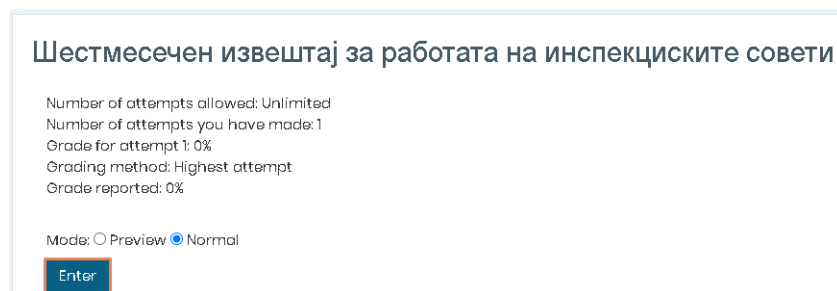 Шестмесечен извештај за работата на инспекциските совети
Number of attempts allowed: Unlimited
Number of attempts you have made: 1
Grade for attempt 1: 0%
Grading method: Highest attempt
Grade reported: 0%
Mode: Preview Normal
Enter